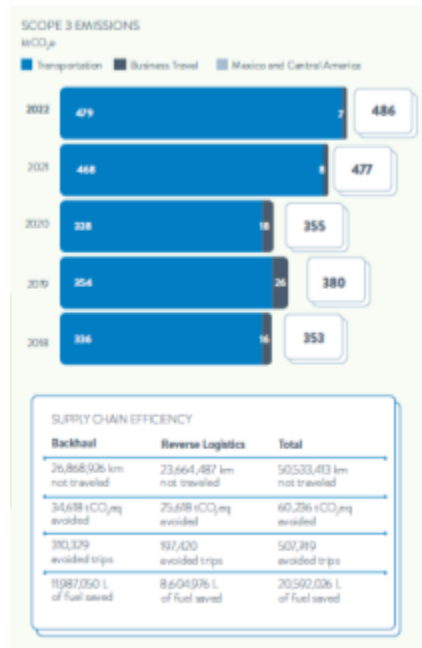 SCOPE 3 EMISSIONS
ktCO₂e
Transportation Business Travel Mexico and Central America
2022 479 7 486
2021 468 477
2020 338 18 355
2019 354 26 380
2018 336 16 353
SUPPLY CHAIN EFFICIENCY
Backhaul Reverse Logistics Total
26,868,926 km 23,664,487 km 50,533,413 km
not traveled not traveled not traveled
34,618 tCO₂eq 25,618 tCO₂eq 60,236 tCO₂eq
avoided avoided avoided
310,329 197,420 507,749
avoided trips avoided trips avoided trips
11,987,050 L 8,604,976 L 20,592,026 L
of fuel saved of fuel saved of fuel saved